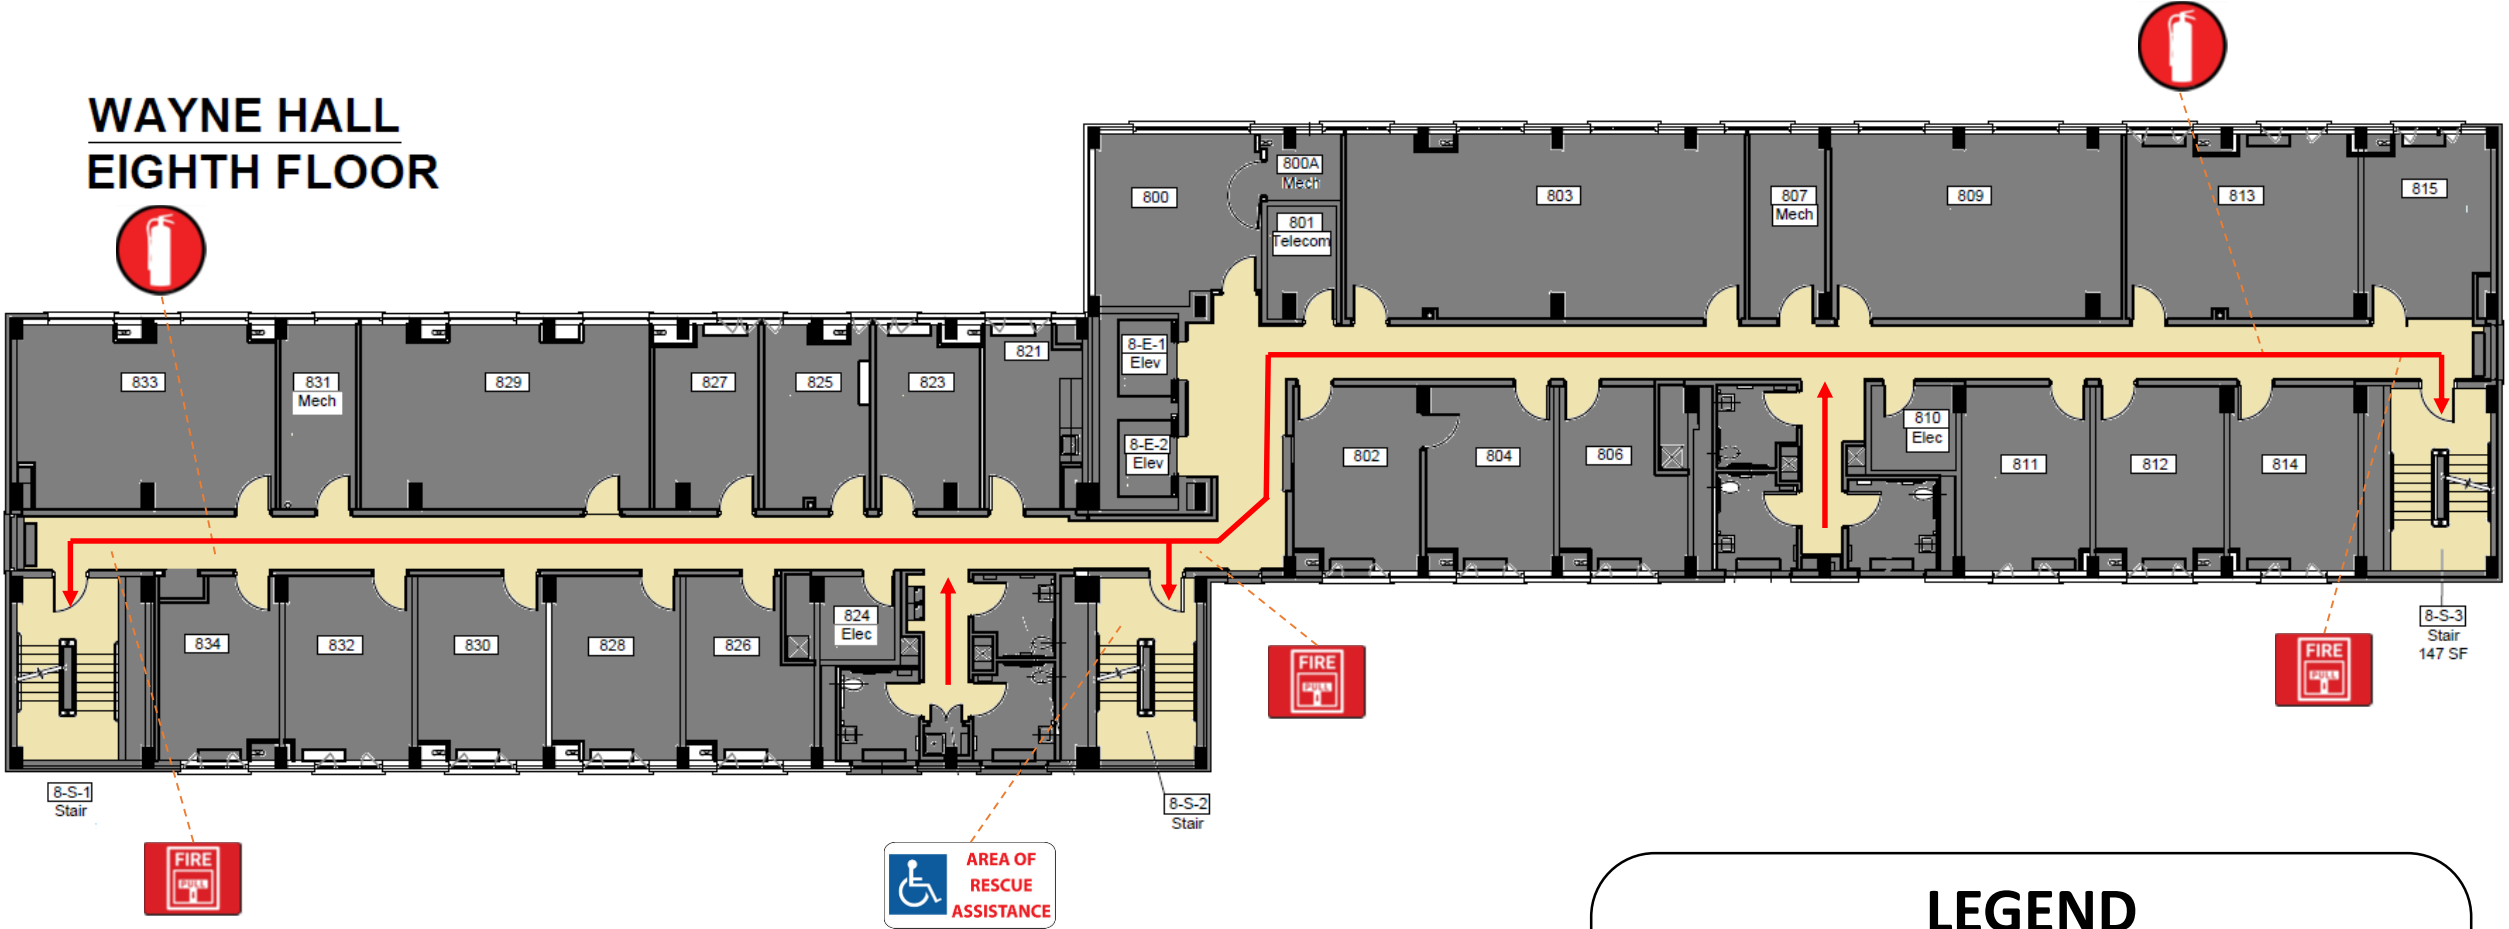 WAYNE HALL
EIGHTH FLOOR
800
800A
Mech
801
Telecom
803
807
Mech
809
813
815
8-E-1
Elev
8-E-2
Elev
833
831
Mech
829
827
825
823
821
802
804
806
810
Elec
811
812
814
834
832
830
828
826
824
Elec
8-S-3
Stair
147 SF
FIRE
PULL
FIRE
PULL
8-S-1
Stair
8-S-2
Stair
FIRE
PULL
AREA OF
RESCUE
ASSISTANCE
LEGEND